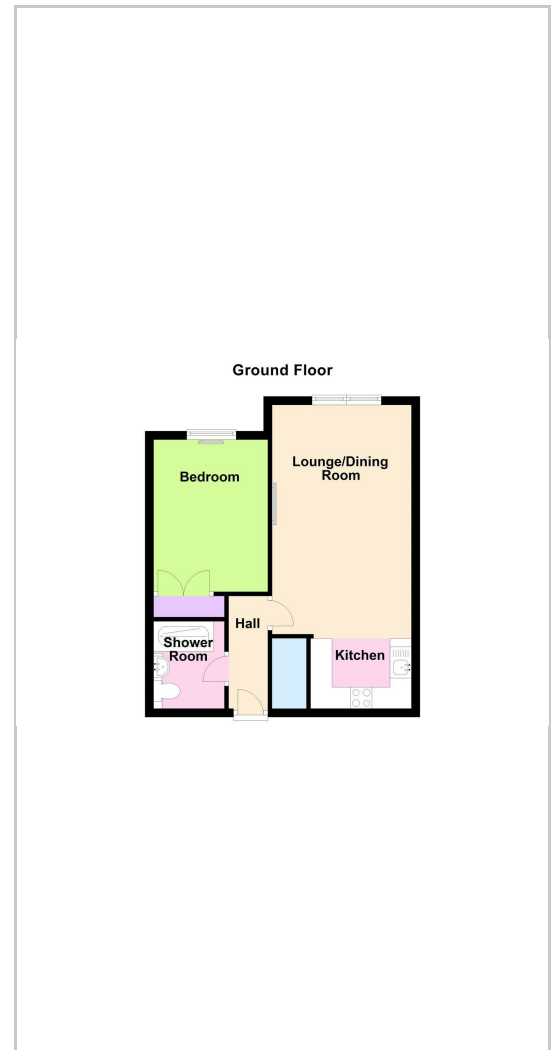 Ground Floor
Lounge/Dining
Room
Bedroom
Hall
Shower
Room
Kitchen